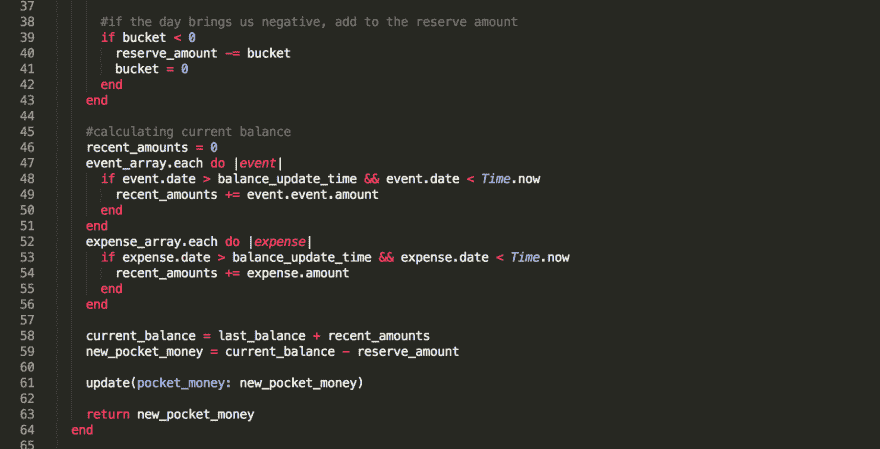 37
38 #if the day brings us negative, add to the reserve amount
39 if bucket < 0
40 reserve_amount -= bucket
41 bucket = 0
42 end
43 end
44
45 #calculating current balance
46 recent_amounts = 0
47 event_array.each do |event|
48 if event.date > balance_update_time && event.date < Time.now
49 recent_amounts += event.event.amount
50 end
51 end
52 expense_array.each do |expense|
53 if expense.date > balance_update_time && expense.date < Time.now
54 recent_amounts += expense.amount
55 end
56 end
57
58 current_balance = last_balance + recent_amounts
59 new_pocket_money = current_balance - reserve_amount
60
61 update(pocket_money: new_pocket_money)
62
63 return new_pocket_money
64 end
65